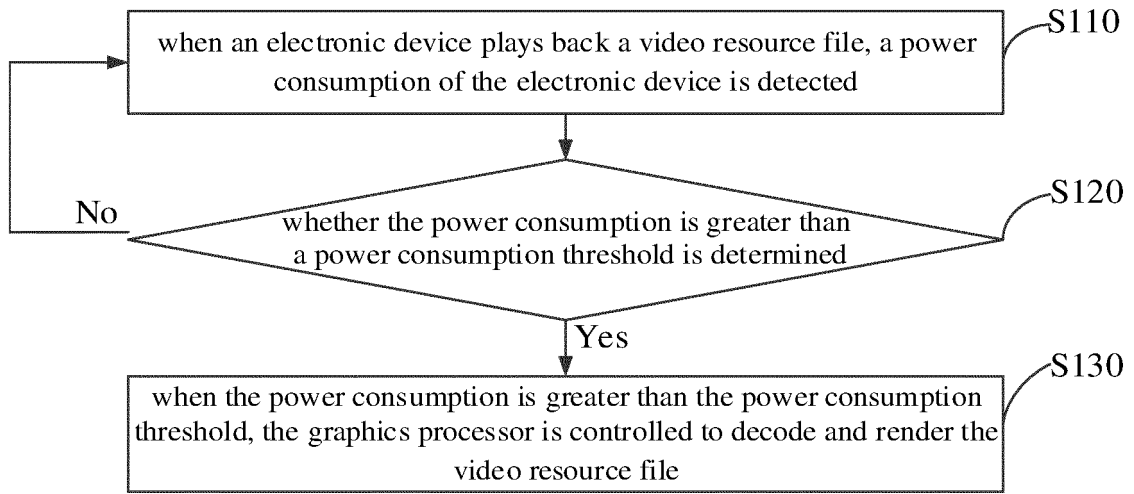 S110
when an electronic device plays back a video resource file, a power
consumption of the electronic device is detected
No
S120
whether the power consumption is greater than
a power consumption threshold is determined
Yes
S130
when the power consumption is greater than the power consumption
threshold, the graphics processor is controlled to decode and render the
video resource file